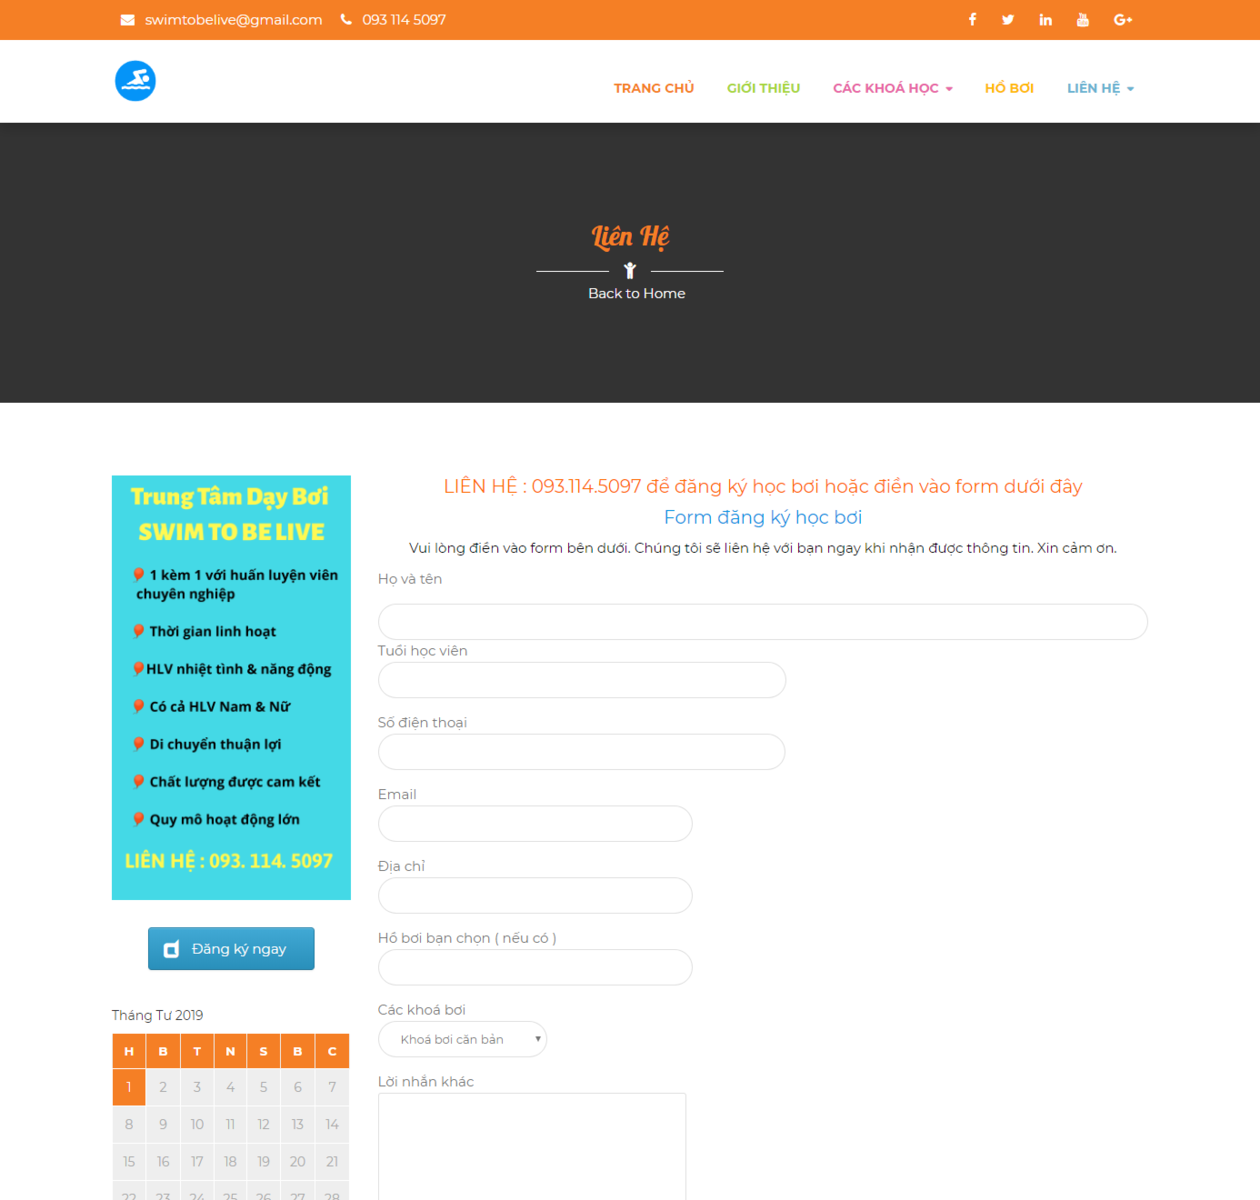 swimtobelive@gmail.com 093 114 5097
TRANG CHỦ GIỚI THIỆU CÁC KHOÁ HỌC HỒ BƠI LIÊN HỆ
Liên Hệ
Back to Home
Trung Tâm Dạy Bơi
SWIM TO BE LIVE
1 kèm 1 với huấn luyện viên
chuyên nghiệp
Thời gian linh hoạt
HLV nhiệt tình & năng động
Có cả HLV Nam & Nữ
Di chuyển thuận lợi
Chất lượng được cam kết
Quy mô hoạt động lớn
LIÊN HỆ : 093. 114. 5097
Đăng ký ngay
Tháng Tư 2019
H B T N S B C
1 2 3 4 5 6 7
8 9 10 11 12 13 14
15 16 17 18 19 20 21
22 23 24 25 26 27 28
LIÊN HỆ : 093.114.5097 để đăng ký học bơi hoặc điền vào form dưới đây
Form đăng ký học bơi
Vui lòng điền vào form bên dưới. Chúng tôi sẽ liên hệ với bạn ngay khi nhận được thông tin. Xin cảm ơn.
Họ và tên
Tuổi học viên
Số điện thoại
Email
Địa chỉ
Hồ bơi bạn chọn ( nếu có )
Các khoá bơi
Khoá bơi căn bản
Lời nhắn khác